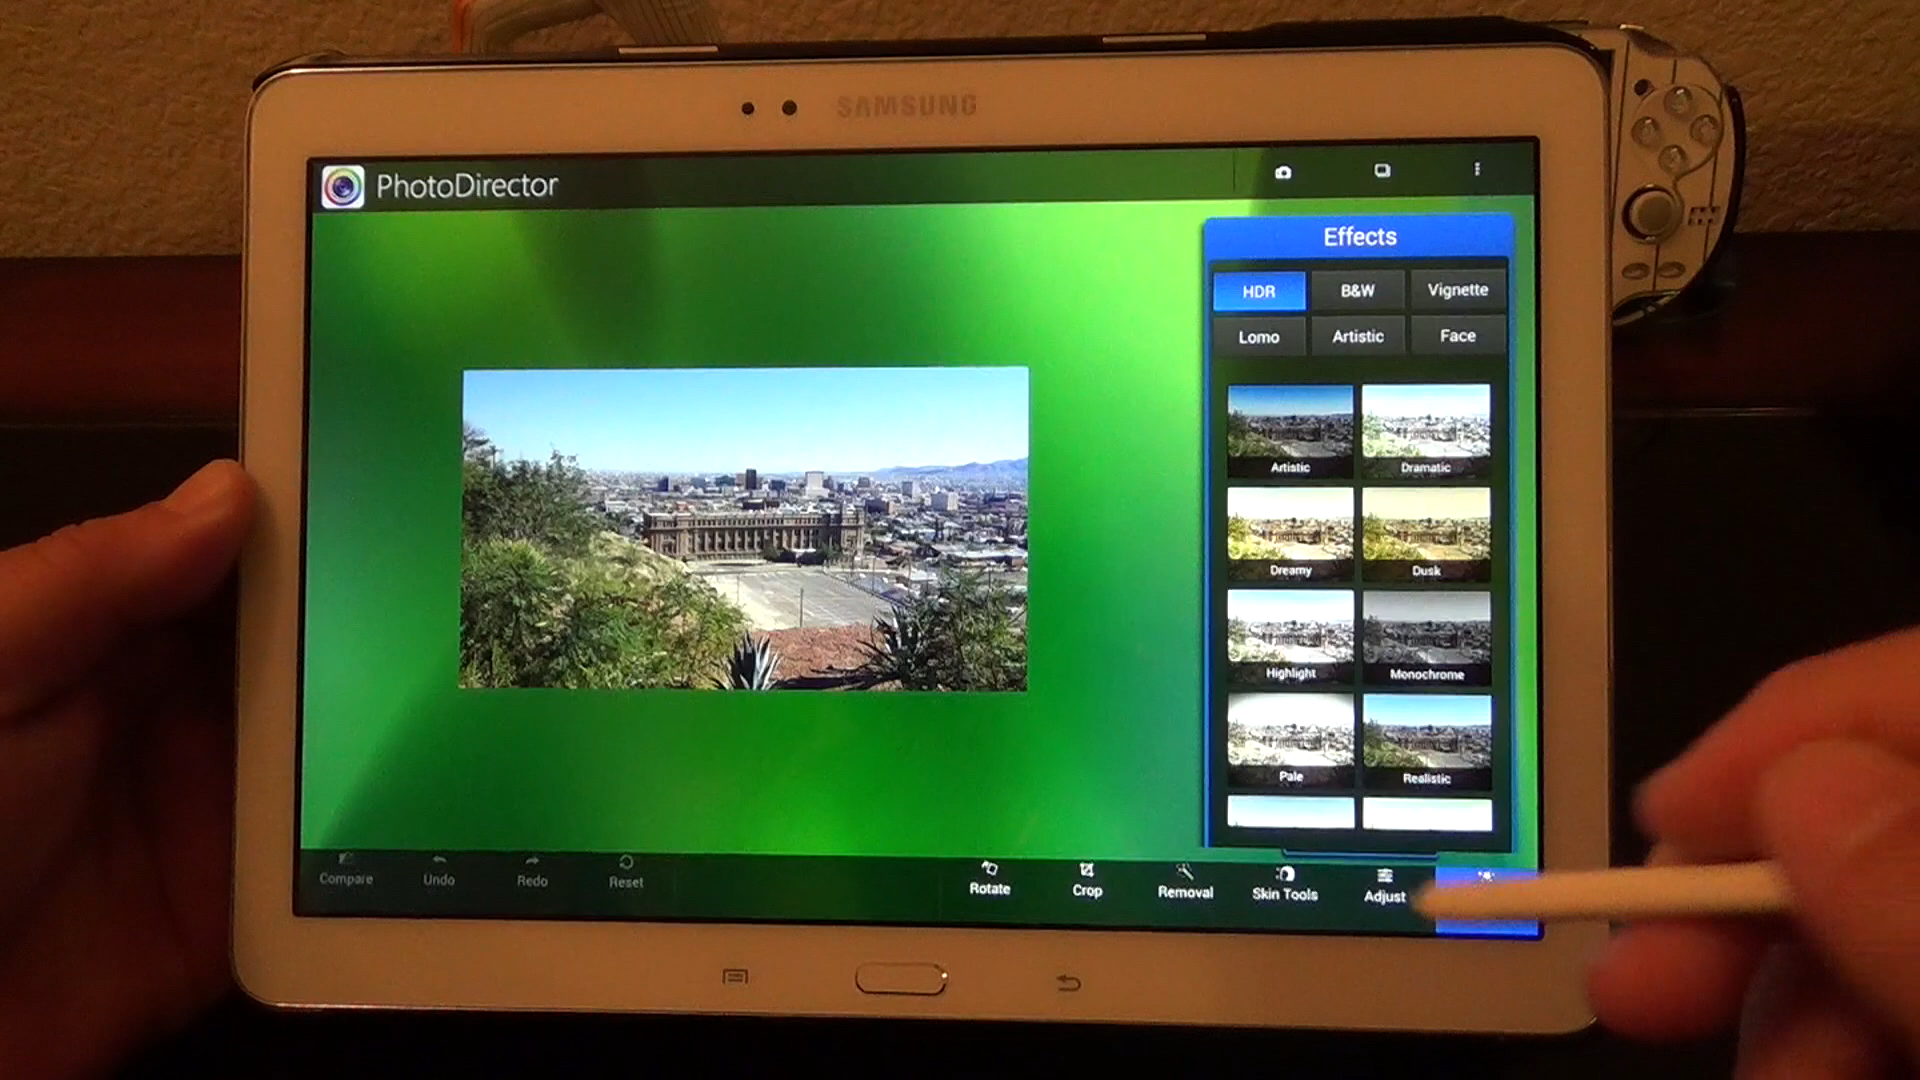 SAMSUNG
PhotoDirector
Effects
HDR B&W Vignette
Lomo Artistic Face
Artistic Dramatic
Dreamy Dusk
Highlight Monochrome
Pale Realistic
Compare Undo Redo Reset Rotate Crop Removal Skin Tools Adjust